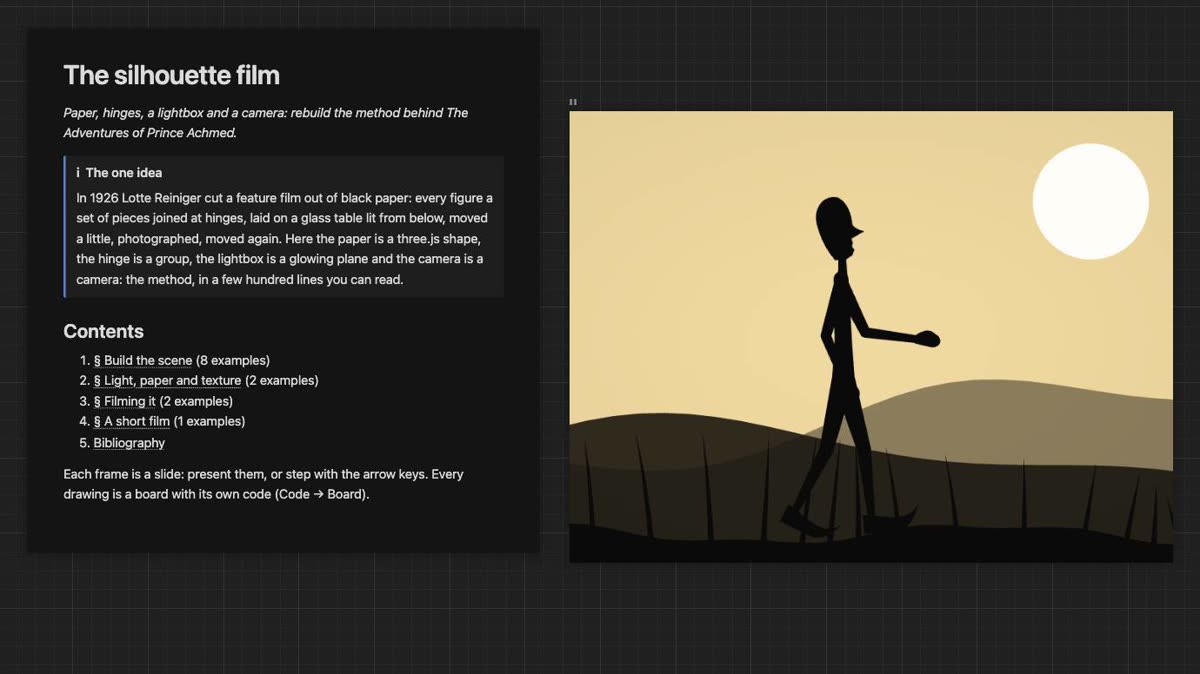 The silhouette film
Paper, hinges, a lightbox and a camera: rebuild the method behind The
Adventures of Prince Achmed.
i The one idea
In 1926 Lotte Reiniger cut a feature film out of black paper: every figure a
set of pieces joined at hinges, laid on a glass table lit from below, moved
a little, photographed, moved again. Here the paper is a three.js shape,
the hinge is a group, the lightbox is a glowing plane and the camera is a
camera: the method, in a few hundred lines you can read.
Contents
1. § Build the scene (8 examples)
2. § Light, paper and texture (2 examples)
3. § Filming it (2 examples)
4. § A short film (1 examples)
5. Bibliography
Each frame is a slide: present them, or step with the arrow keys. Every
drawing is a board with its own code (Code → Board).